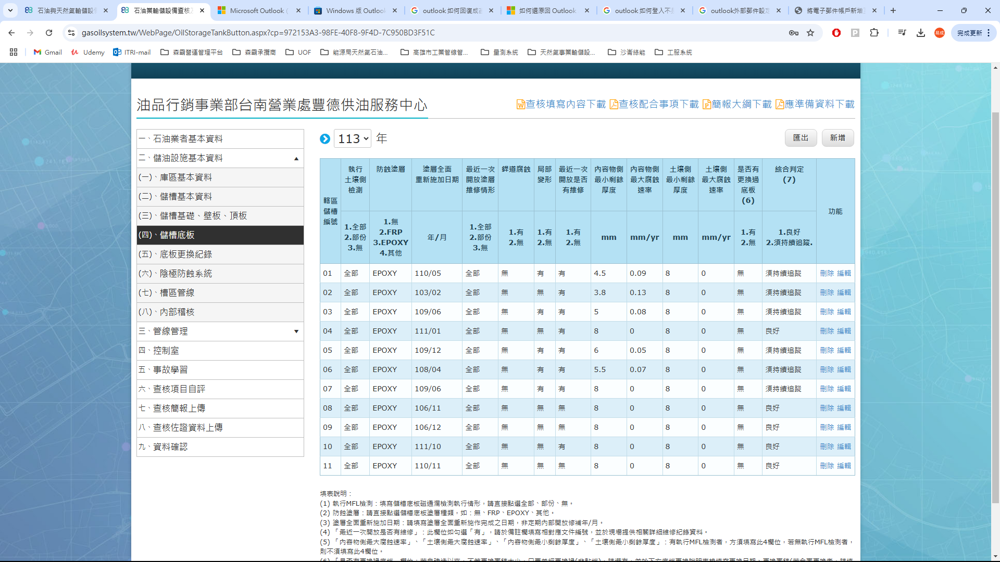 石油與天然氣輸儲設
石油業輸儲設備查核
Microsoft Outlook (
Windows 版 Outlook
outlook 如何回復成
如何還原回 Outlook
outlook 如何登入不
outlook外部郵件設定
將電子郵件帳戶新增
gasoilsystem.tw/WebPage/OilStorageTankButton.aspx?cp=972153A3-98FE-40F8-9F4D-7C950BD3F51C
完成更新
Gmail Udemy ITRI-mail 森霸營運管理平台 森霸承攬商 UOF 能源局天然氣石油... 高雄市工業管線管... 量測系統 天然氣事業輸儲設... 沙崙綠能 工服系統
油品行銷事業部台南營業處豐德供油服務中心
查核填寫內容下載 查核配合事項下載 簡報大綱下載 應準備資料下載
一、石油業者基本資料
二、儲油設施基本資料
(一)、庫區基本資料
(二)、儲槽基本資料
(三)、儲槽基礎、壁板、頂板
(四)、儲槽底板
(五)、底板更換紀錄
(六)、陰極防蝕系統
(七)、槽區管線
(八)、內部稽核
三、管線管理
四、控制室
五、事故學習
六、查核項目自評
七、查核簡報上傳
八、查核佐證資料上傳
九、資料確認
113 年
匯出 新增
轄區
儲槽
編號
執行
土壤側
檢測
防蝕塗層
塗層全面
重新施加日期
最近一次
開放塗層
維修情形
銲道腐蝕
局部
變形
最近一次
開放是否
有維修
內容物側
最小剩餘
厚度
內容物側
最大腐蝕
速率
土壤側
最小剩餘
厚度
土壤側
最大腐蝕
速率
是否有
更換過
底板
(6)
綜合判定
(7)
功能
1.全部
2.部份
3.無
1.無
2.FRP
3.EPOXY
4.其他
年/月
1.全部
2.部份
3.無
1.有
2.無
1.有
2.無
1.有
2.無
mm
mm/yr
mm
mm/yr
1.有
2.無
1.良好
2.須持續追蹤.
01 全部 EPOXY 110/05 全部 無 有 有 4.5 0.09 8 0 無 須持續追蹤 刪除 編輯
02 全部 EPOXY 103/02 全部 無 無 有 3.8 0.13 8 0 無 須持續追蹤 刪除 編輯
03 全部 EPOXY 109/06 全部 無 有 有 5 0.08 8 0 無 須持續追蹤 刪除 編輯
04 全部 EPOXY 111/01 全部 無 無 有 8 0 8 0 無 良好 刪除 編輯
05 全部 EPOXY 109/12 全部 無 有 有 6 0.05 8 0 無 須持續追蹤 刪除 編輯
06 全部 EPOXY 108/04 全部 無 有 有 5.5 0.07 8 0 無 須持續追蹤 刪除 編輯
07 全部 EPOXY 109/06 全部 無 有 有 8 0 8 0 無 須持續追蹤 刪除 編輯
08 全部 EPOXY 106/11 全部 無 無 無 8 0 8 0 無 良好 刪除 編輯
09 全部 EPOXY 106/12 全部 無 無 無 8 0 8 0 無 良好 刪除 編輯
10 全部 EPOXY 111/10 全部 無 無 有 8 0 8 0 無 良好 刪除 編輯
11 全部 EPOXY 110/11 全部 無 無 無 8 0 8 0 無 良好 刪除 編輯
填表說明：
(1) 執行MFL檢測：填寫儲槽底板磁通漏檢測執行情形，請直接點選全部、部份、無。
(2) 防蝕塗層：請直接點選儲槽底板塗層種類，如：無、FRP、EPOXY、其他。
(3) 塗層全面重新施加日期：請填寫塗層全面重新施作完成之日期，非定期內部開放修補年/月。
(4) 「最近一次開放是否有維修」：此欄位如勾選「有」，請於備註欄填寫相對應文件編號，並於現場提供相關詳細維修紀錄資料。
(5) 「內容物側最大腐蝕速率」、「土壤側最大腐蝕速率」、「內容物側最小剩餘厚度」、「土壤側最小剩餘厚度」：有執行MFL檢測者，方須填寫此4欄位，若無執行MFL檢測者，
則不須填寫此4欄位。